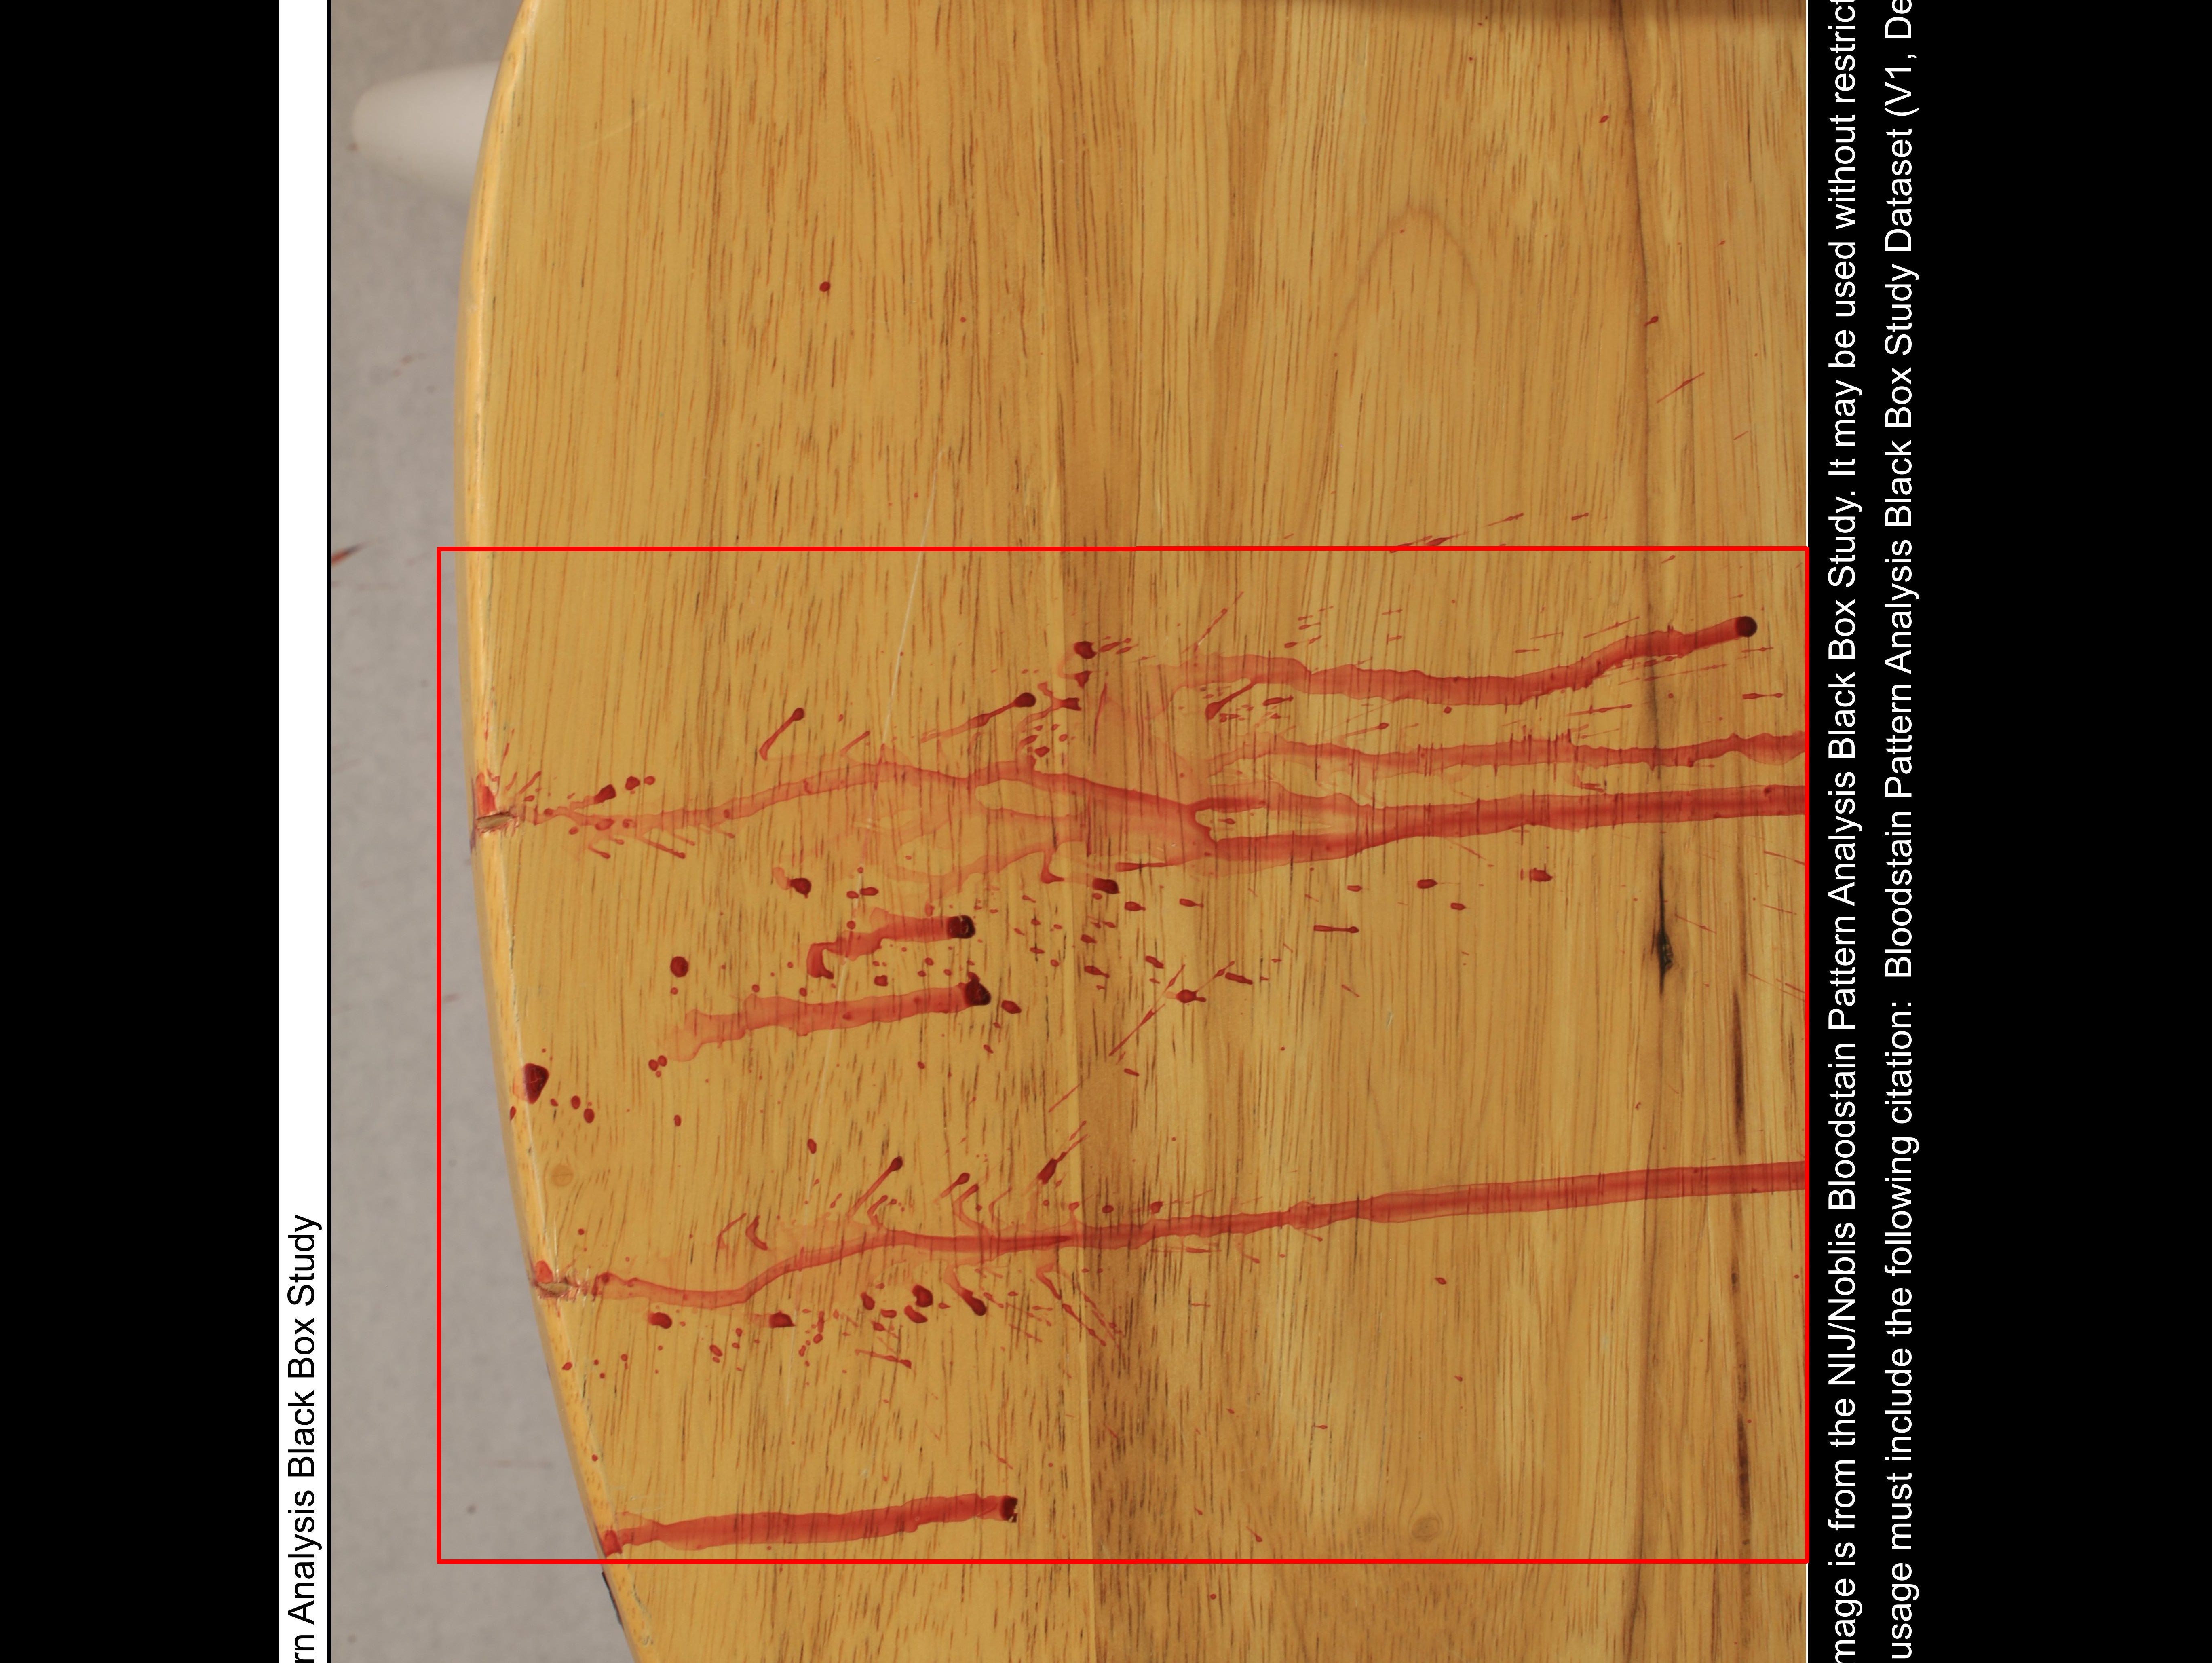 rn Analysis Black Box Study
mage is from the NIJ/Noblis Bloodstain Pattern Analysis Black Box Study. It may be used without restrict
usage must include the following citation: Bloodstain Pattern Analysis Black Box Study Dataset (V1, De